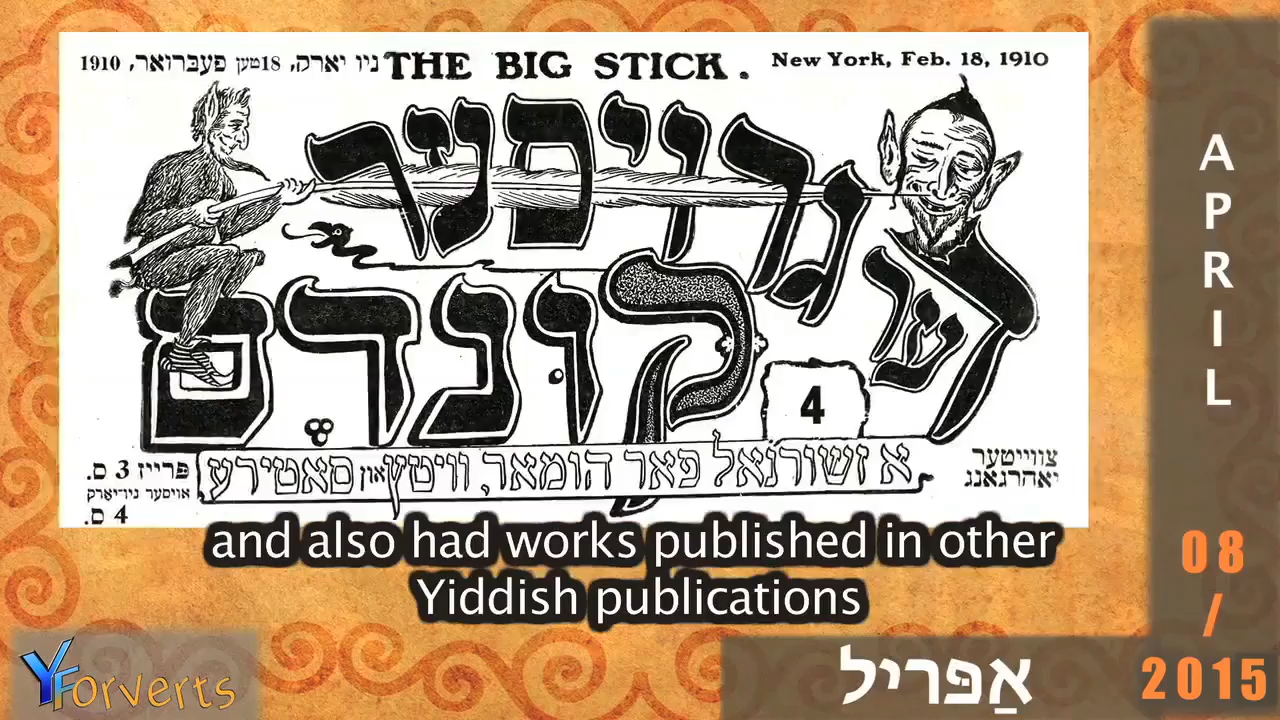 ניו יארק, 18טען פעברואר, 1910
THE BIG STICK.
New York, Feb. 18, 1910
דער
גרויסער
קונדס
4
א זשורנאל פאר הומאר, וויטץ און סאטירע
צווייטער
יאהרגאנג
פרייז 3 ס.
אויסער ניו־יארק
4 ס.
and also had works published in other
Yiddish publications
APRIL
08
/
2015
אַפּריל
Yforverts